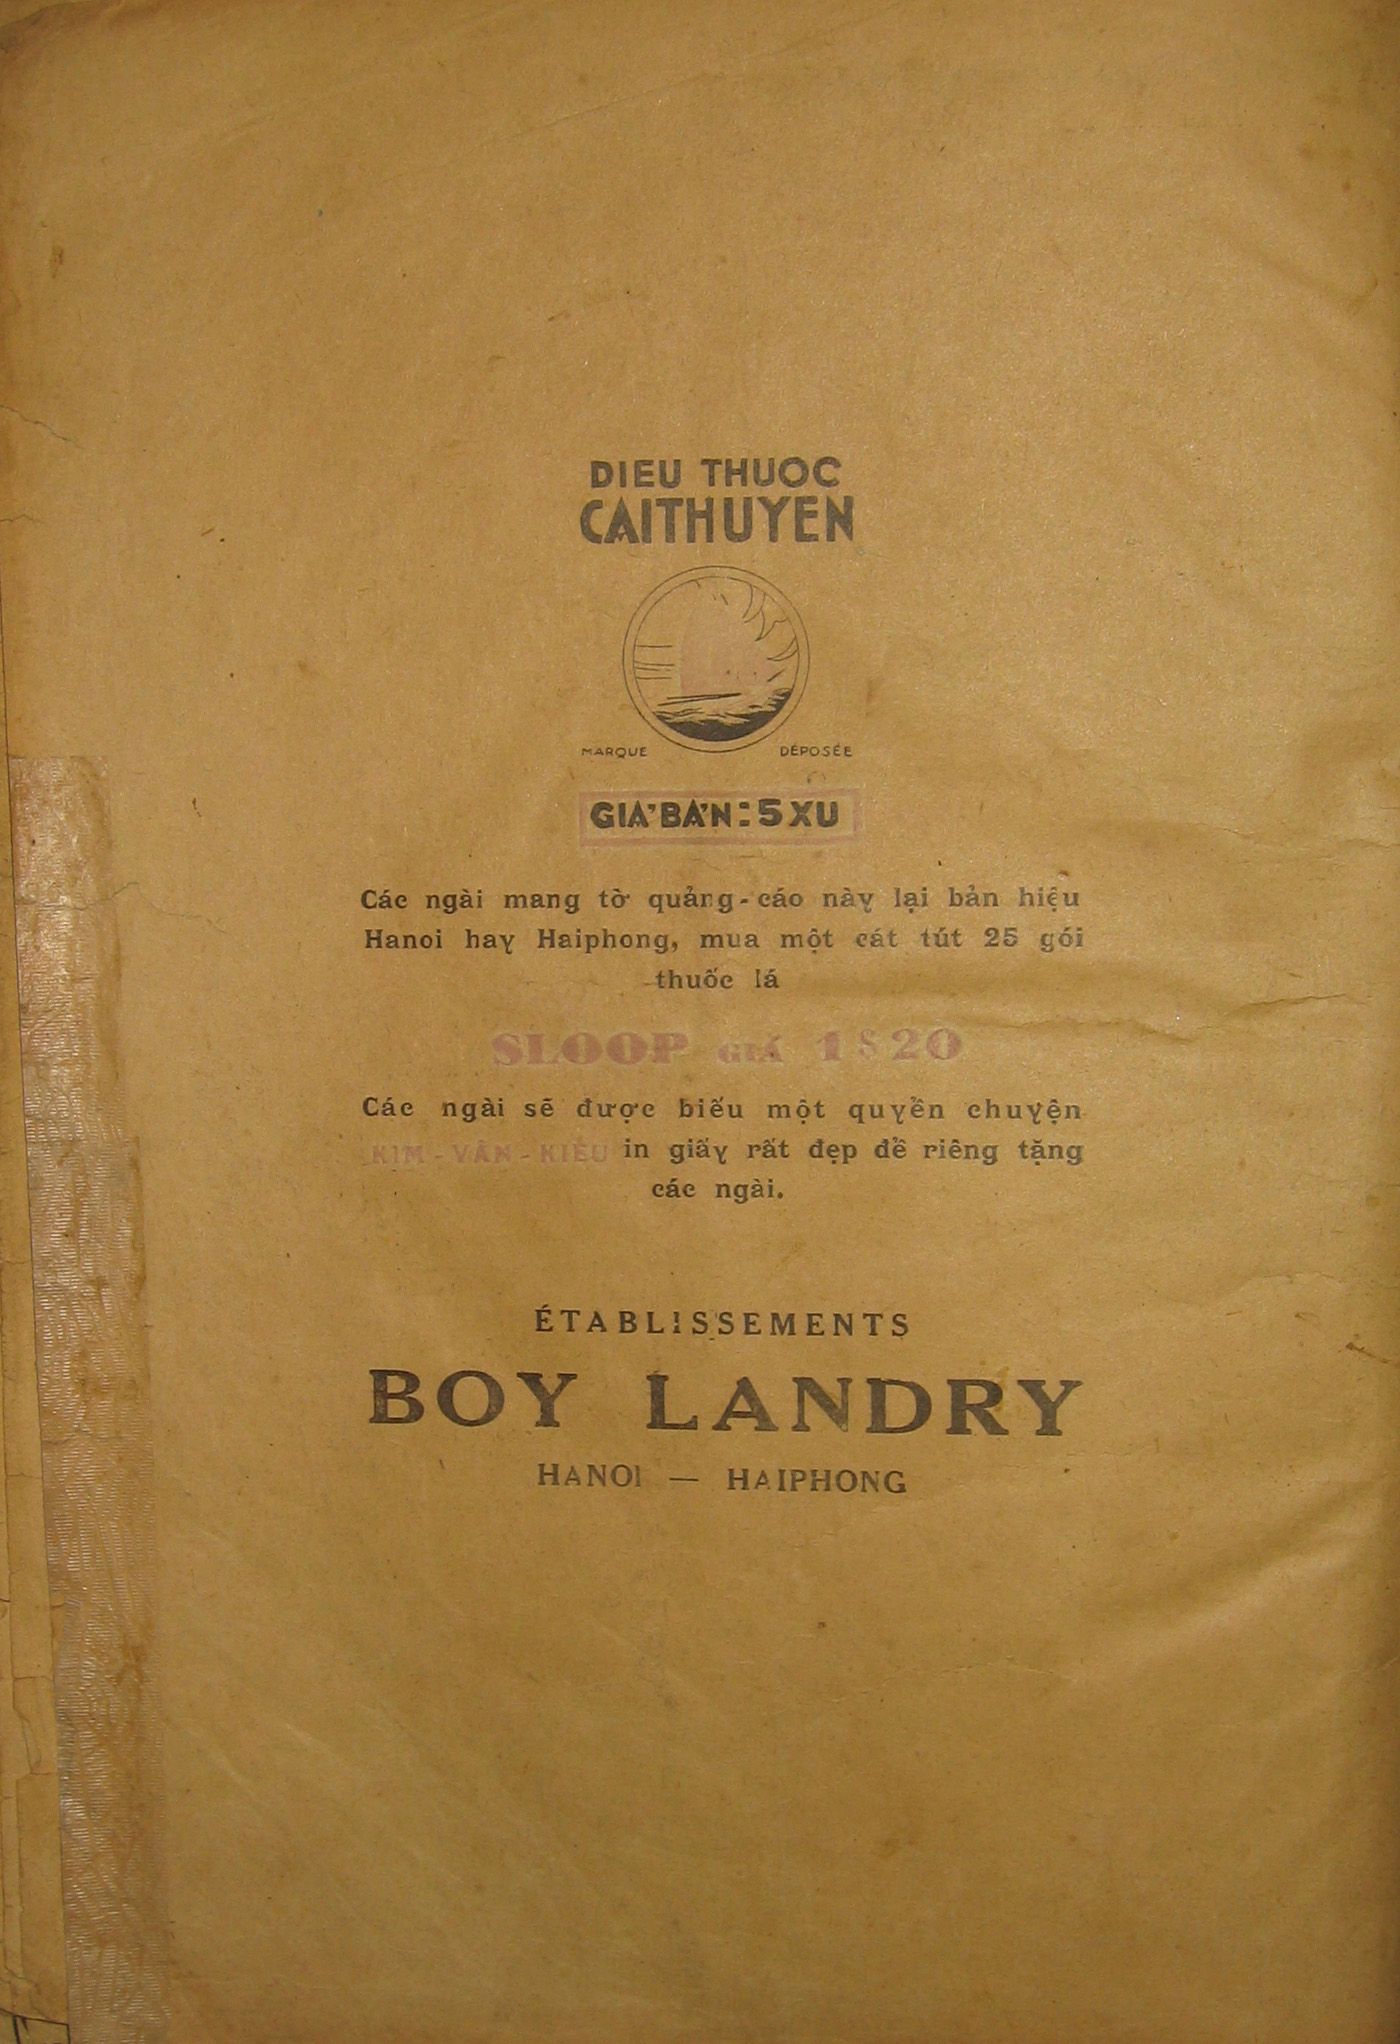 DIEU THUOC
CAITHUYEN
MARQUE DÉPOSÉE
GIÁ BÁN: 5 XU
Các ngài mang tờ quảng-cáo này lại bản hiệu
Hanoi hay Haiphong, mua một cát tút 25 gói
thuốc lá
SLOOP GIÁ 1$20
Các ngài sẽ được biếu một quyển chuyện
KIM-VÂN-KIỀU in giấy rất đẹp để riêng tặng
các ngài.
ÉTABLISSEMENTS
BOY LANDRY
HANOI — HAIPHONG